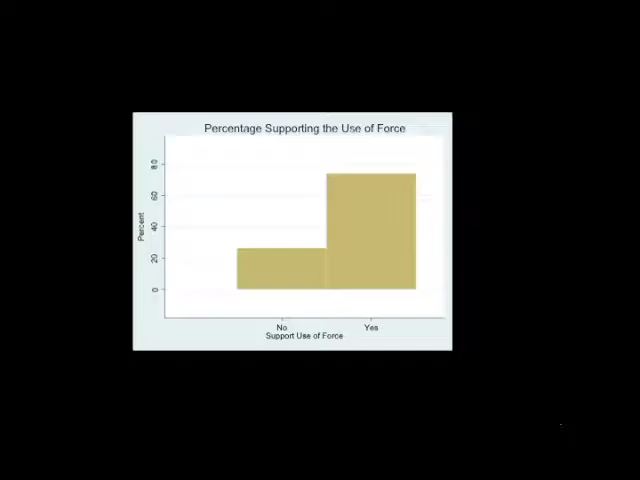 Percentage Supporting the Use of Force
80
60
40
20
0
Percent
No Yes
Support Use of Force